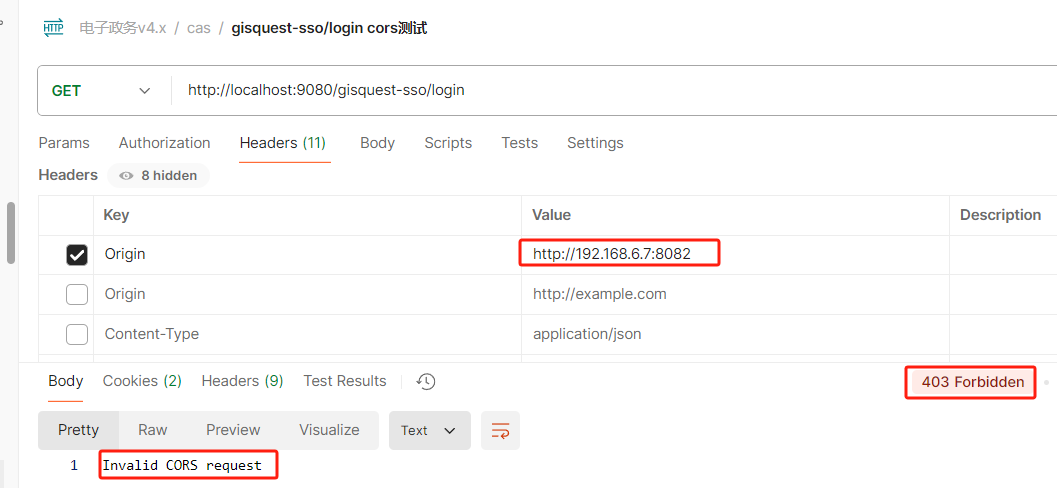 HTTP 电子政务v4.x / cas / gisquest-sso/login cors测试
GET http://localhost:9080/gisquest-sso/login
Params Authorization Headers (11) Body Scripts Tests Settings
Headers 8 hidden
Key Value Description
Origin http://192.168.6.7:8082
Origin http://example.com
Content-Type application/json
Body Cookies (2) Headers (9) Test Results 403 Forbidden
Pretty Raw Preview Visualize Text
1 Invalid CORS request